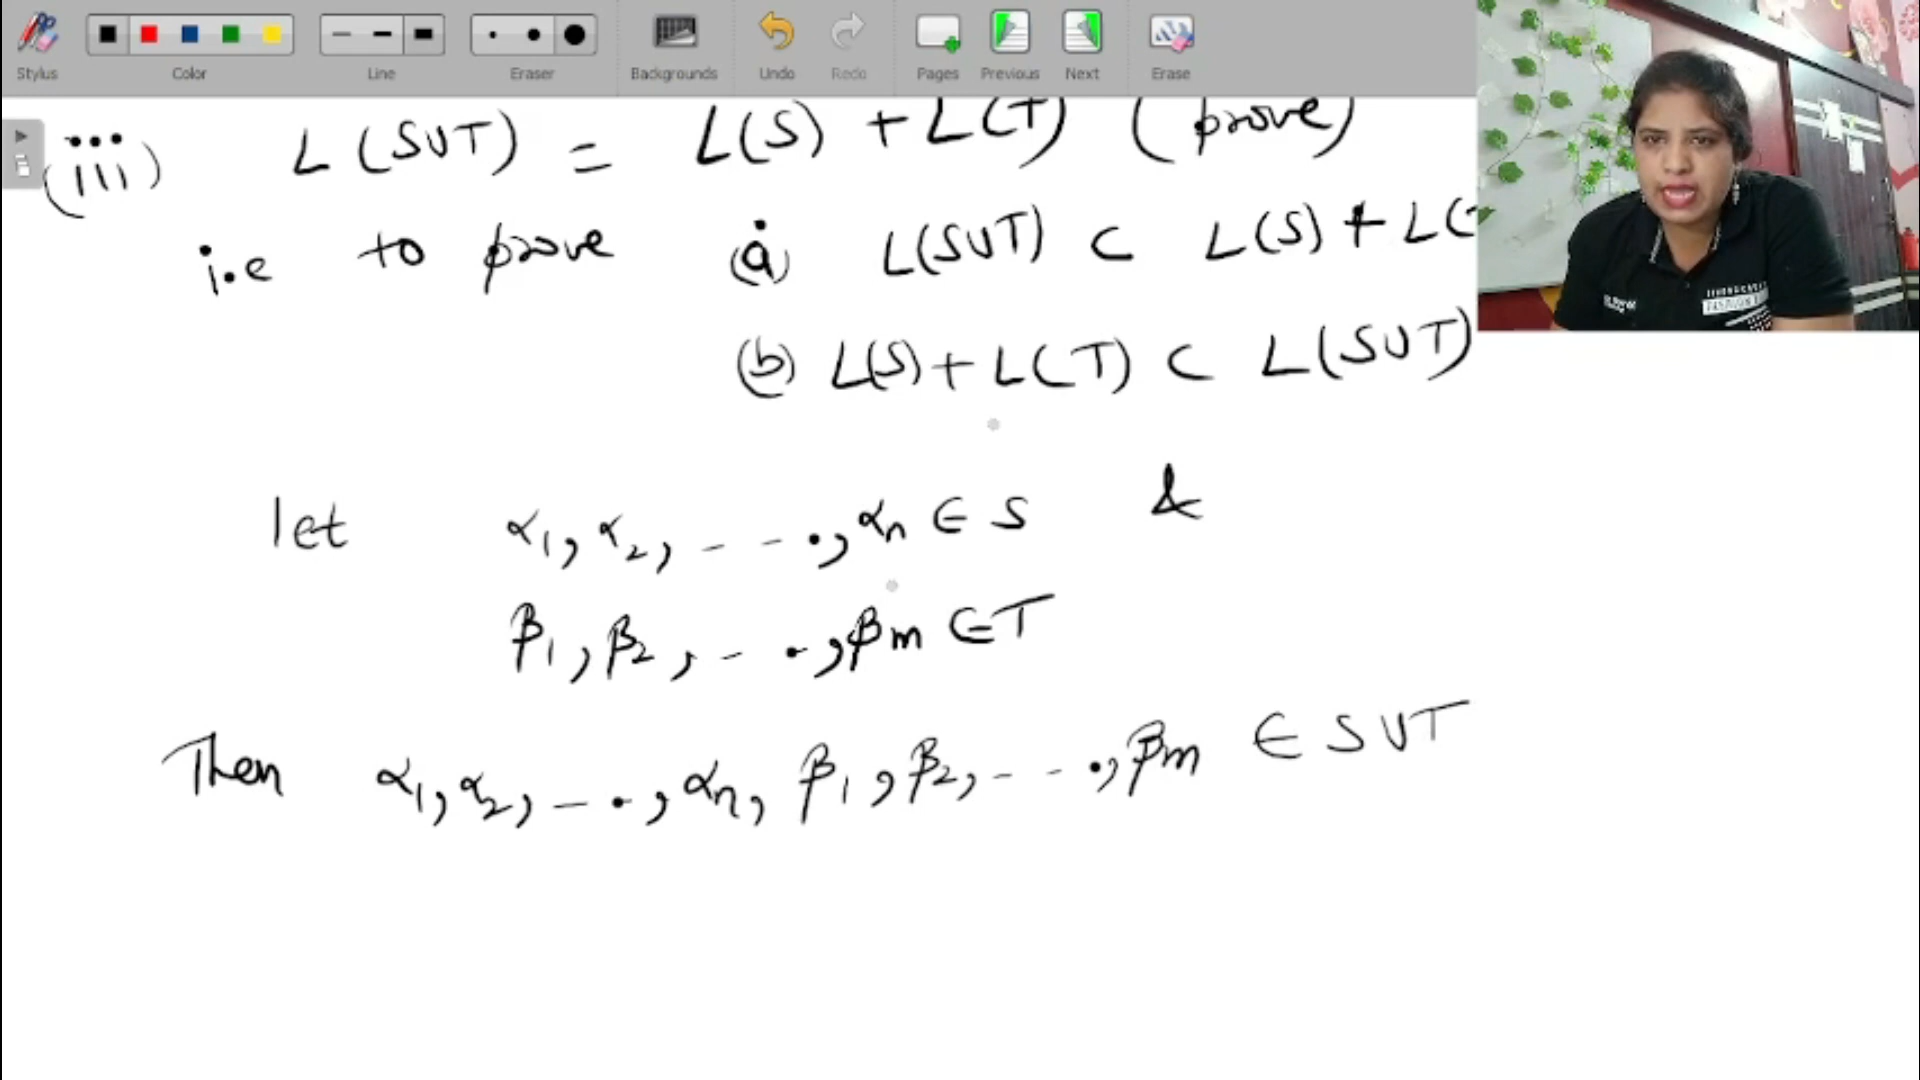 Stylus
Color
Line
Eraser
Backgrounds
Undo
Redo
Pages
Previous
Next
Erase
(iii) L (S∪T) = L(S) + L(T) (prove)
i.e to prove (a) L(S∪T) ⊂ L(S) + L(
(b) L(S) + L(T) ⊂ L(S∪T)
let α1, α2, - - ., αn ∈ S &
β1, β2, - - ., βm ∈ T
Then α1, α2, - ., αn, β1, β2, - - ., βm ∈ S∪T